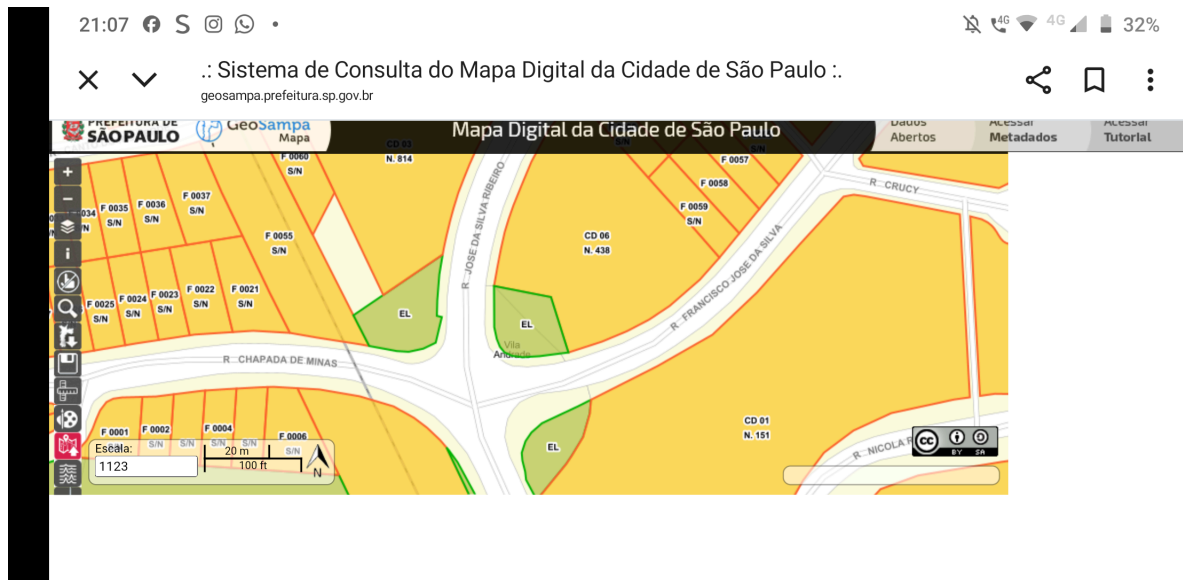 21:07
4G
4G
32%
.: Sistema de Consulta do Mapa Digital da Cidade de São Paulo :.
geosampa.prefeitura.sp.gov.br
PREFEITURA DE
SÃO PAULO
GeoSampa
Mapa
Mapa Digital da Cidade de São Paulo
Dados
Abertos
Acessar
Metadados
Acessar
Tutorial
CD 03
N. 814
F 0060
S/N
S/N
S/N
F 0057
F 0058
F 0059
S/N
R CRUCY
F 0035
S/N
F 0036
S/N
F 0037
S/N
F 0055
S/N
R JOSE DA SILVA RIBEIRO
CD 06
N. 438
R FRANCISCO JOSE DA SILVA
F 0025
S/N
F 0024
S/N
F 0023
S/N
F 0022
S/N
F 0021
S/N
EL
EL
Vila
Andrade
R CHAPADA DE MINAS
F 0001
F 0002
S/N
S/N
F 0004
S/N
S/N
F 0006
S/N
EL
CD 01
N. 151
R NICOLA
Escala:
1123
20 m
100 ft
N
cc
BY SA